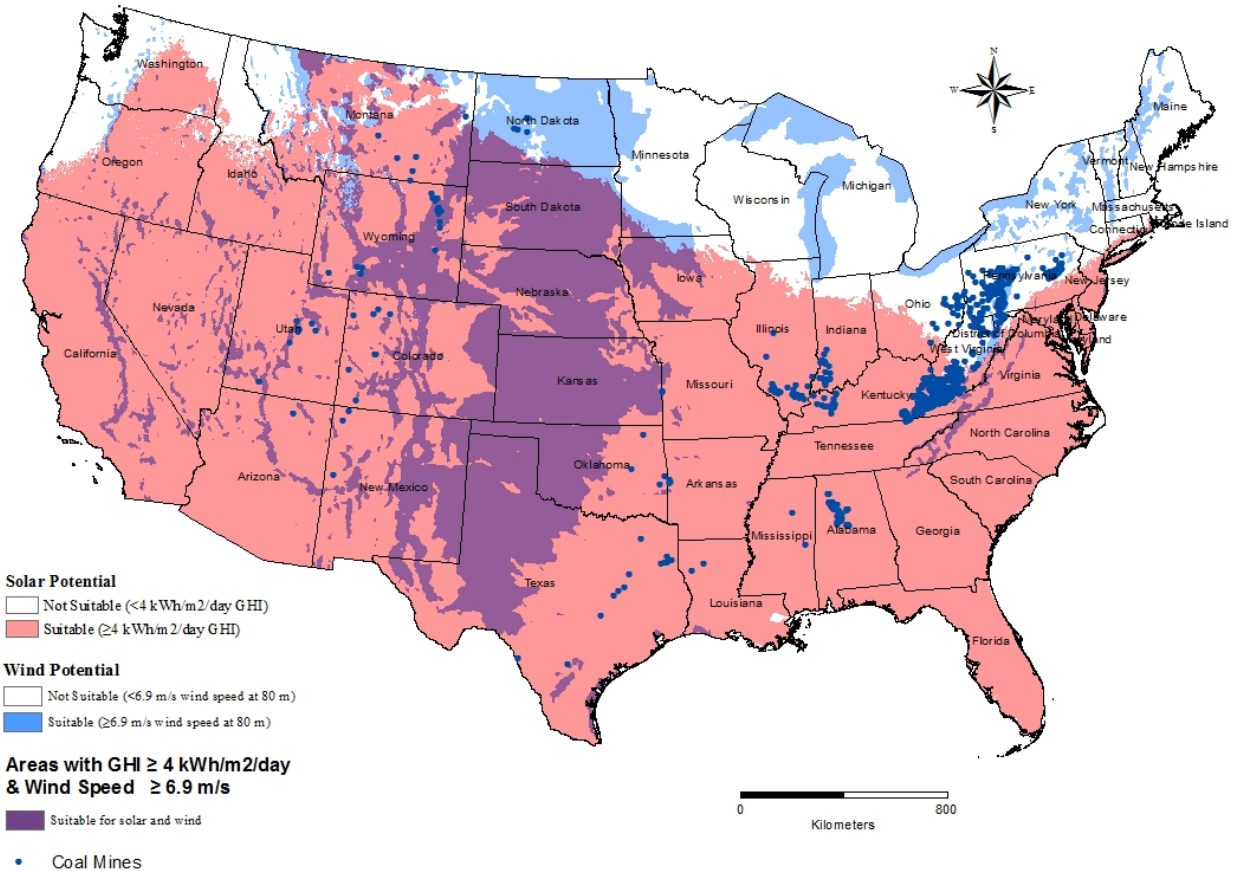 N
W E
S
Washington
Montana
North Dakota
Maine
Oregon
Idaho
Minnesota
Vermont
New Hampshire
Wisconsin
Michigan
South Dakota
New York
Massachusetts
Wyoming
Connectic
Rhode Island
Iowa
Pennsylvania
New Jersey
Nebraska
Nevada
Ohio
Utah
Illinois
Indiana
Maryland
Delaware
District of Columbia
Maryland
West Virginia
California
Colorado
Kansas
Missouri
Kentucky
Virginia
North Carolina
Tennessee
Oklahoma
Arizona
New Mexico
Arkansas
South Carolina
Mississippi
Alabama
Georgia
Texas
Louisiana
Florida
Solar Potential
Not Suitable (<4 kWh/m2/day GHI)
Suitable (≥4 kWh/m2/day GHI)
Wind Potential
Not Suitable (<6.9 m/s wind speed at 80 m)
Suitable (≥6.9 m/s wind speed at 80 m)
Areas with GHI ≥ 4 kWh/m2/day
& Wind Speed ≥ 6.9 m/s
Suitable for solar and wind
Coal Mines
0 800
Kilometers